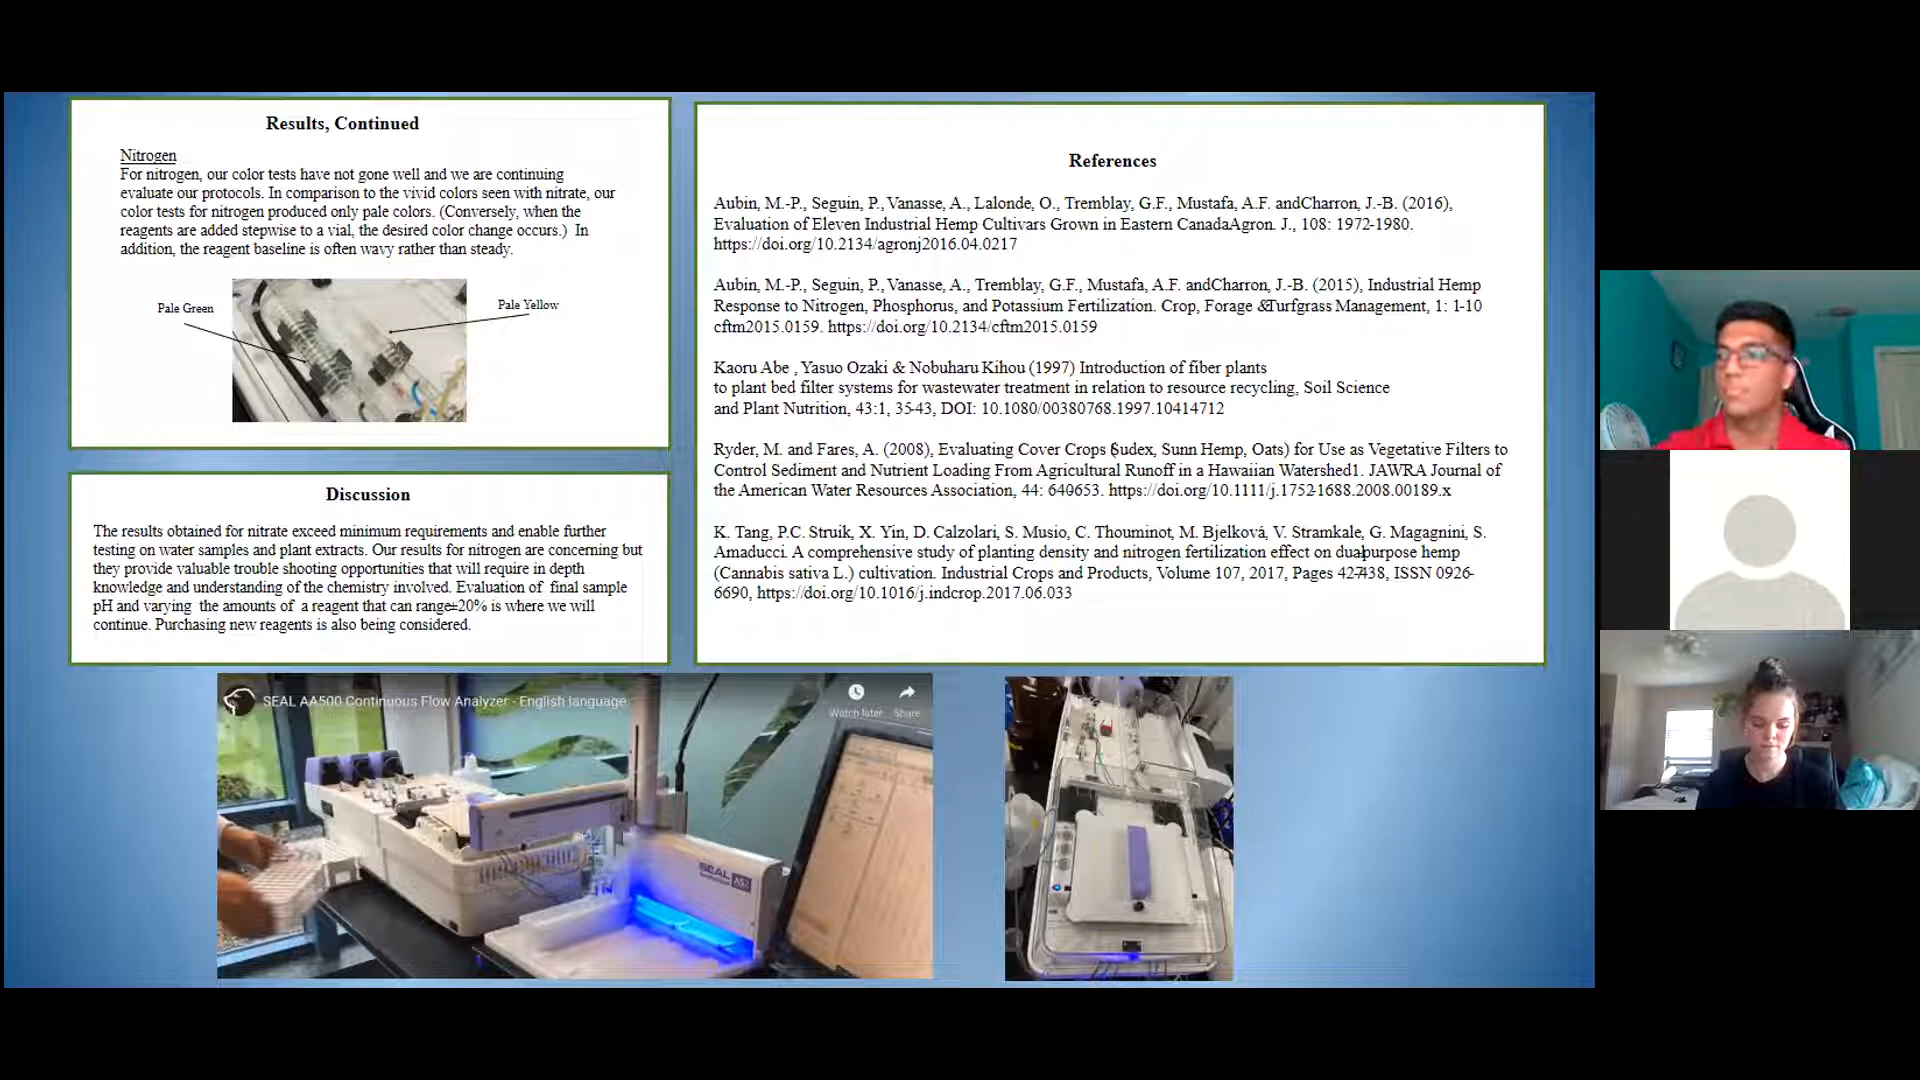 Results, Continued
Nitrogen
For nitrogen, our color tests have not gone well and we are continuing
evaluate our protocols. In comparison to the vivid colors seen with nitrate, our
color tests for nitrogen produced only pale colors. (Conversely, when the
reagents are added stepwise to a vial, the desired color change occurs.) In
addition, the reagent baseline is often wavy rather than steady.
Pale Green
Pale Yellow
Discussion
The results obtained for nitrate exceed minimum requirements and enable further
testing on water samples and plant extracts. Our results for nitrogen are concerning but
they provide valuable trouble shooting opportunities that will require in depth
knowledge and understanding of the chemistry involved. Evaluation of final sample
pH and varying the amounts of a reagent that can range±20% is where we will
continue. Purchasing new reagents is also being considered.
References
Aubin, M.-P., Seguin, P., Vanasse, A., Lalonde, O., Tremblay, G.F., Mustafa, A.F. andCharron, J.-B. (2016),
Evaluation of Eleven Industrial Hemp Cultivars Grown in Eastern CanadaAgron. J., 108: 1972-1980.
https://doi.org/10.2134/agronj2016.04.0217
Aubin, M.-P., Seguin, P., Vanasse, A., Tremblay, G.F., Mustafa, A.F. andCharron, J.-B. (2015), Industrial Hemp
Response to Nitrogen, Phosphorus, and Potassium Fertilization. Crop, Forage &Turfgrass Management, 1: 1-10
cftm2015.0159. https://doi.org/10.2134/cftm2015.0159
Kaoru Abe , Yasuo Ozaki & Nobuharu Kihou (1997) Introduction of fiber plants
to plant bed filter systems for wastewater treatment in relation to resource recycling, Soil Science
and Plant Nutrition, 43:1, 35-43, DOI: 10.1080/00380768.1997.10414712
Ryder, M. and Fares, A. (2008), Evaluating Cover Crops (Sudex, Sunn Hemp, Oats) for Use as Vegetative Filters to
Control Sediment and Nutrient Loading From Agricultural Runoff in a Hawaiian Watershed1. JAWRA Journal of
the American Water Resources Association, 44: 640-653. https://doi.org/10.1111/j.1752-1688.2008.00189.x
K. Tang, P.C. Struik, X. Yin, D. Calzolari, S. Musio, C. Thouminot, M. Bjelková, V. Stramkale, G. Magagnini, S.
Amaducci. A comprehensive study of planting density and nitrogen fertilization effect on dual-purpose hemp
(Cannabis sativa L.) cultivation. Industrial Crops and Products, Volume 107, 2017, Pages 427-438, ISSN 0926-
6690, https://doi.org/10.1016/j.indcrop.2017.06.033
SEAL AA500 Continuous Flow Analyzer - English language
Watch later
Share
SEAL